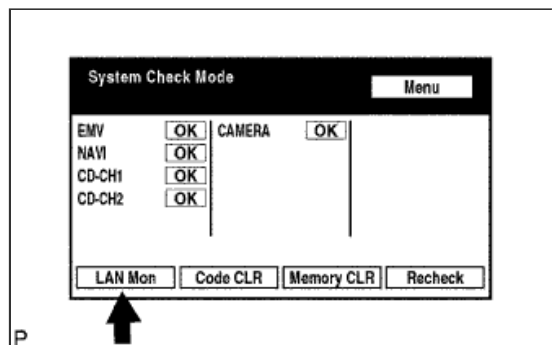 System Check Mode
Menu
EMV OK CAMERA OK
NAVI OK
CD-CH1 OK
CD-CH2 OK
LAN Mon Code CLR Memory CLR Recheck
P